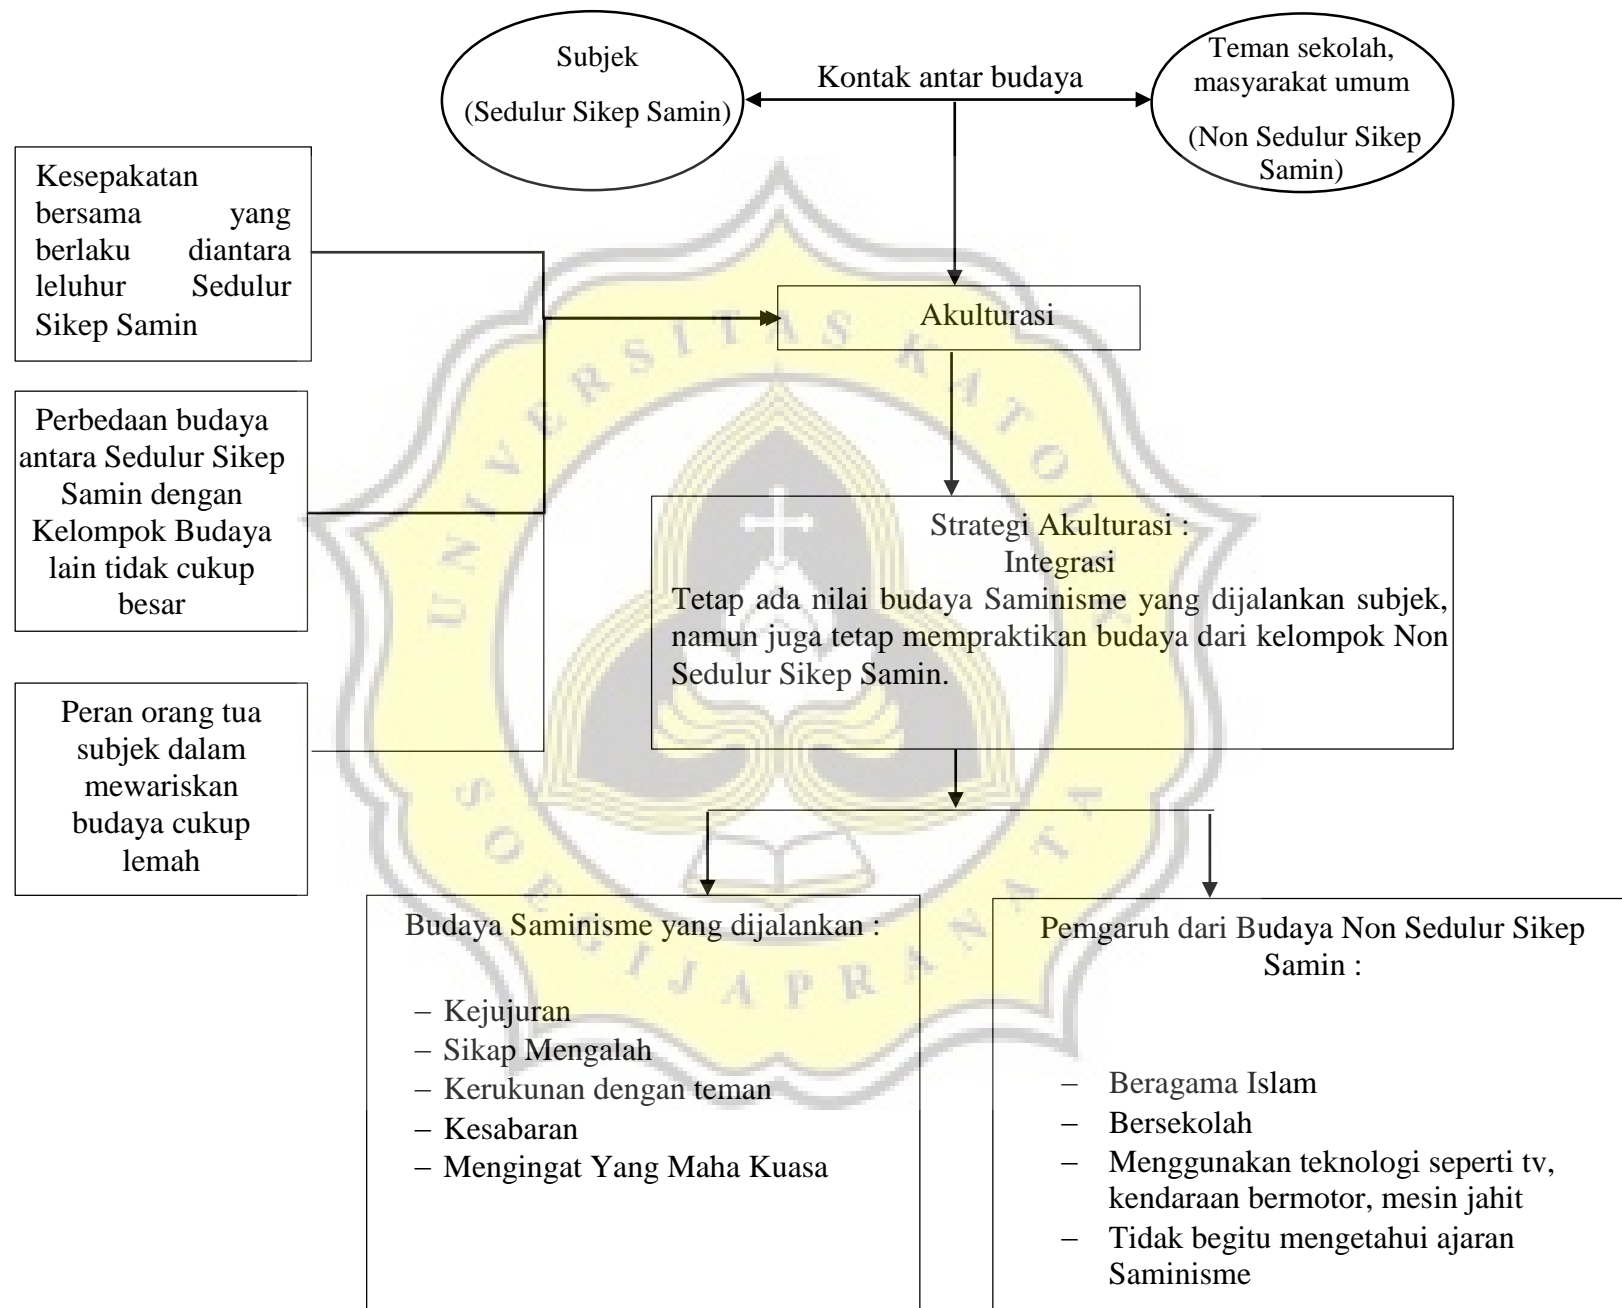 Subjek
(Sedulur Sikep Samin)
Kontak antar budaya
Teman sekolah,
masyarakat umum
(Non Sedulur Sikep
Samin)
Kesepakatan
bersama yang
berlaku diantara
leluhur Sedulur
Sikep Samin
Akulturasi
Perbedaan budaya
antara Sedulur Sikep
Samin dengan
Kelompok Budaya
lain tidak cukup
besar
Strategi Akulturasi :
Integrasi
Tetap ada nilai budaya Saminisme yang dijalankan subjek,
namun juga tetap mempraktikan budaya dari kelompok Non
Sedulur Sikep Samin.
Peran orang tua
subjek dalam
mewariskan
budaya cukup
lemah
Budaya Saminisme yang dijalankan :
– Kejujuran
– Sikap Mengalah
– Kerukunan dengan teman
– Kesabaran
– Mengingat Yang Maha Kuasa
Pemgaruh dari Budaya Non Sedulur Sikep
Samin :
– Beragama Islam
– Bersekolah
– Menggunakan teknologi seperti tv,
kendaraan bermotor, mesin jahit
– Tidak begitu mengetahui ajaran
Saminisme
UNIVERSITAS KATOLIK
SOEGIJAPRANATA